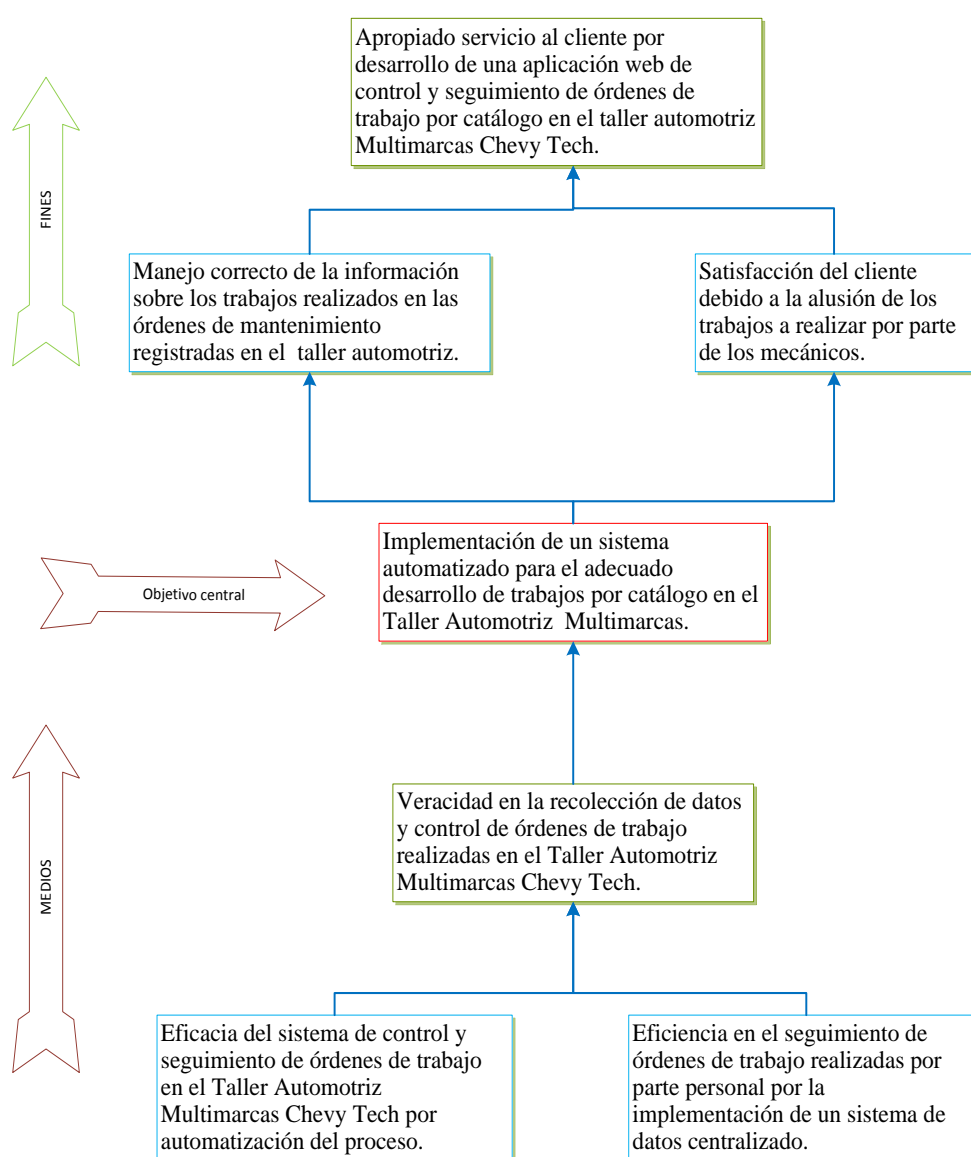 Apropiado servicio al cliente por
desarrollo de una aplicación web de
control y seguimiento de órdenes de
trabajo por catálogo en el taller automotriz
Multimarcas Chevy Tech.
FINES
Manejo correcto de la información
sobre los trabajos realizados en las
órdenes de mantenimiento
registradas en el taller automotriz.
Satisfacción del cliente
debido a la alusión de los
trabajos a realizar por parte
de los mecánicos.
Objetivo central
Implementación de un sistema
automatizado para el adecuado
desarrollo de trabajos por catálogo en el
Taller Automotriz Multimarcas.
MEDIOS
Veracidad en la recolección de datos
y control de órdenes de trabajo
realizadas en el Taller Automotriz
Multimarcas Chevy Tech.
Eficacia del sistema de control y
seguimiento de órdenes de trabajo
en el Taller Automotriz
Multimarcas Chevy Tech por
automatización del proceso.
Eficiencia en el seguimiento de
órdenes de trabajo realizadas por
parte personal por la
implementación de un sistema de
datos centralizado.